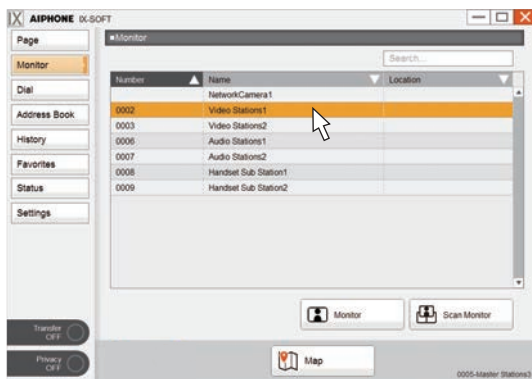 IX AIPHONE IX-SOFT
Page
Monitor
Dial
Address Book
History
Favorites
Status
Settings
Transfer OFF
Privacy OFF
■Monitor
Search...
Number Name Location
NetworkCamera1
0002 Video Stations1
0003 Video Stations2
0006 Audio Stations1
0007 Audio Stations2
0008 Handset Sub Station1
0009 Handset Sub Station2
Monitor Scan Monitor
Map
0005-Master Stations2